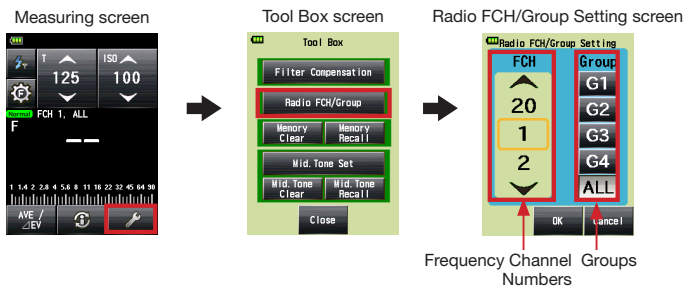 Measuring screen
T
125
ISO
100
F
Normal FCH 1, ALL
F
--
1 1.4 2 2.8 4 5.6 8 11 16 22 32 45 64 90
AVE /
⊿EV
Tool Box screen
Tool Box
Filter Compensation
Radio FCH/Group
Memory Clear
Memory Recall
Mid. Tone Set
Mid. Tone Clear
Mid. Tone Recall
Close
Radio FCH/Group Setting screen
Radio FCH/Group Setting
FCH
20
1
2
Group
G1
G2
G3
G4
ALL
OK
Cancel
Frequency Channel
Numbers
Groups